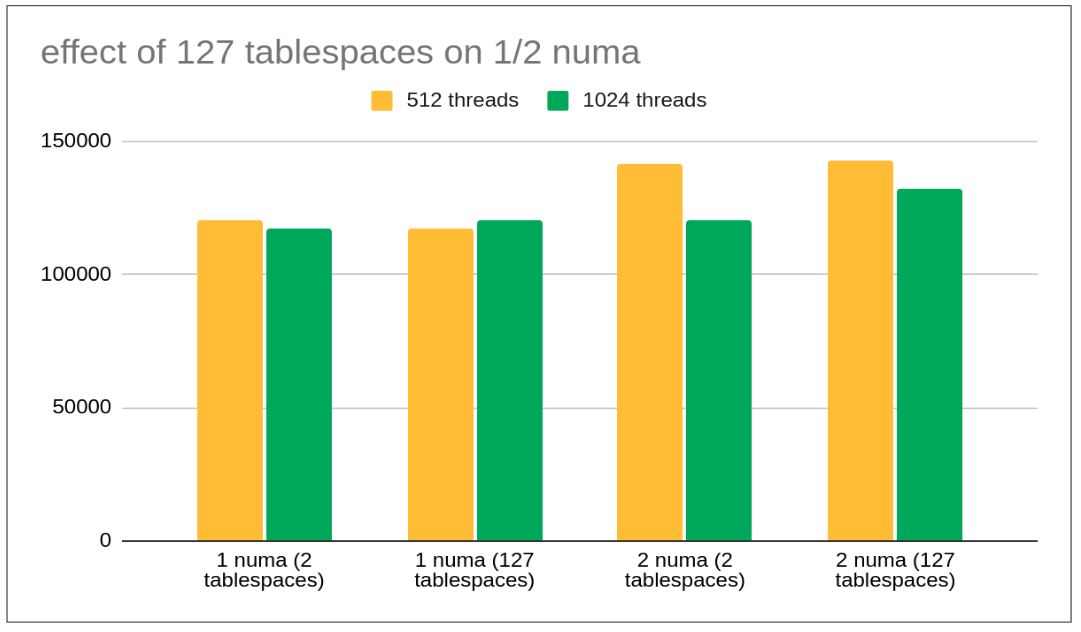 effect of 127 tablespaces on 1/2 numa
512 threads 1024 threads
150000
100000
50000
0
1 numa (2
tablespaces)
1 numa (127
tablespaces)
2 numa (2
tablespaces)
2 numa (127
tablespaces)